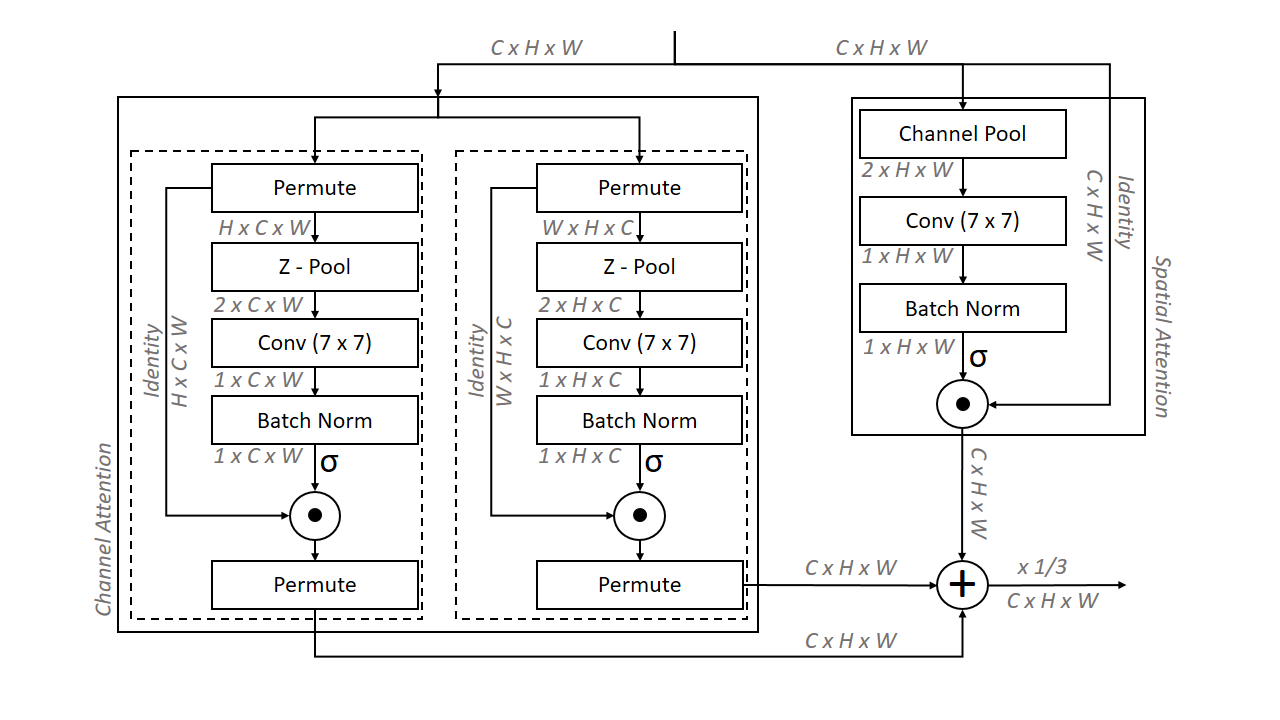 C x H x W
C x H x W
Channel Attention
Permute
H x C x W
Z - Pool
2 x C x W
Conv (7 x 7)
1 x C x W
Batch Norm
1 x C x W
σ
Identity
H x C x W
Permute
Permute
W x H x C
Z - Pool
2 x H x C
Conv (7 x 7)
1 x H x C
Batch Norm
1 x H x C
σ
Identity
W x H x C
Permute
Channel Pool
2 x H x W
Conv (7 x 7)
1 x H x W
Batch Norm
1 x H x W
σ
Identity
C x H x W
Spatial Attention
C x H x W
C x H x W
+
x 1/3
C x H x W
C x H x W